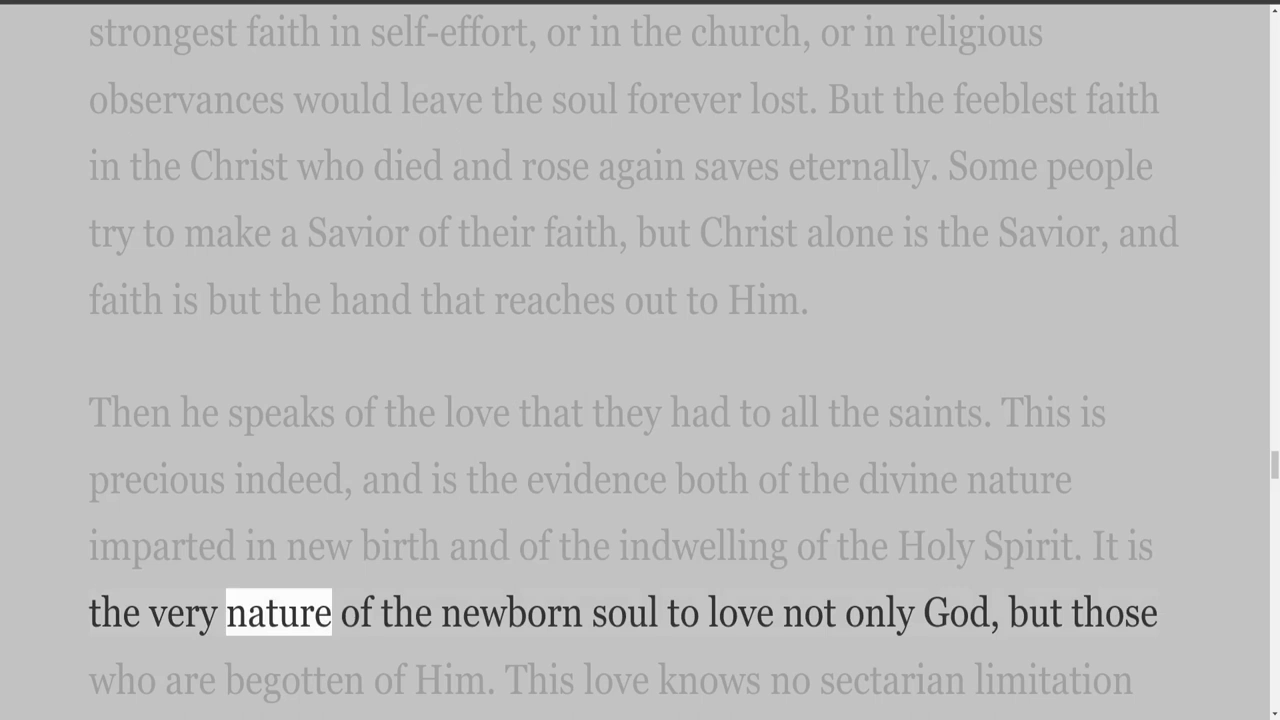 strongest faith in self-effort, or in the church, or in religious
observances would leave the soul forever lost. But the feeblest faith
in the Christ who died and rose again saves eternally. Some people
try to make a Savior of their faith, but Christ alone is the Savior, and
faith is but the hand that reaches out to Him.
Then he speaks of the love that they had to all the saints. This is
precious indeed, and is the evidence both of the divine nature
imparted in new birth and of the indwelling of the Holy Spirit. It is
the very nature of the newborn soul to love not only God, but those
who are begotten of Him. This love knows no sectarian limitation